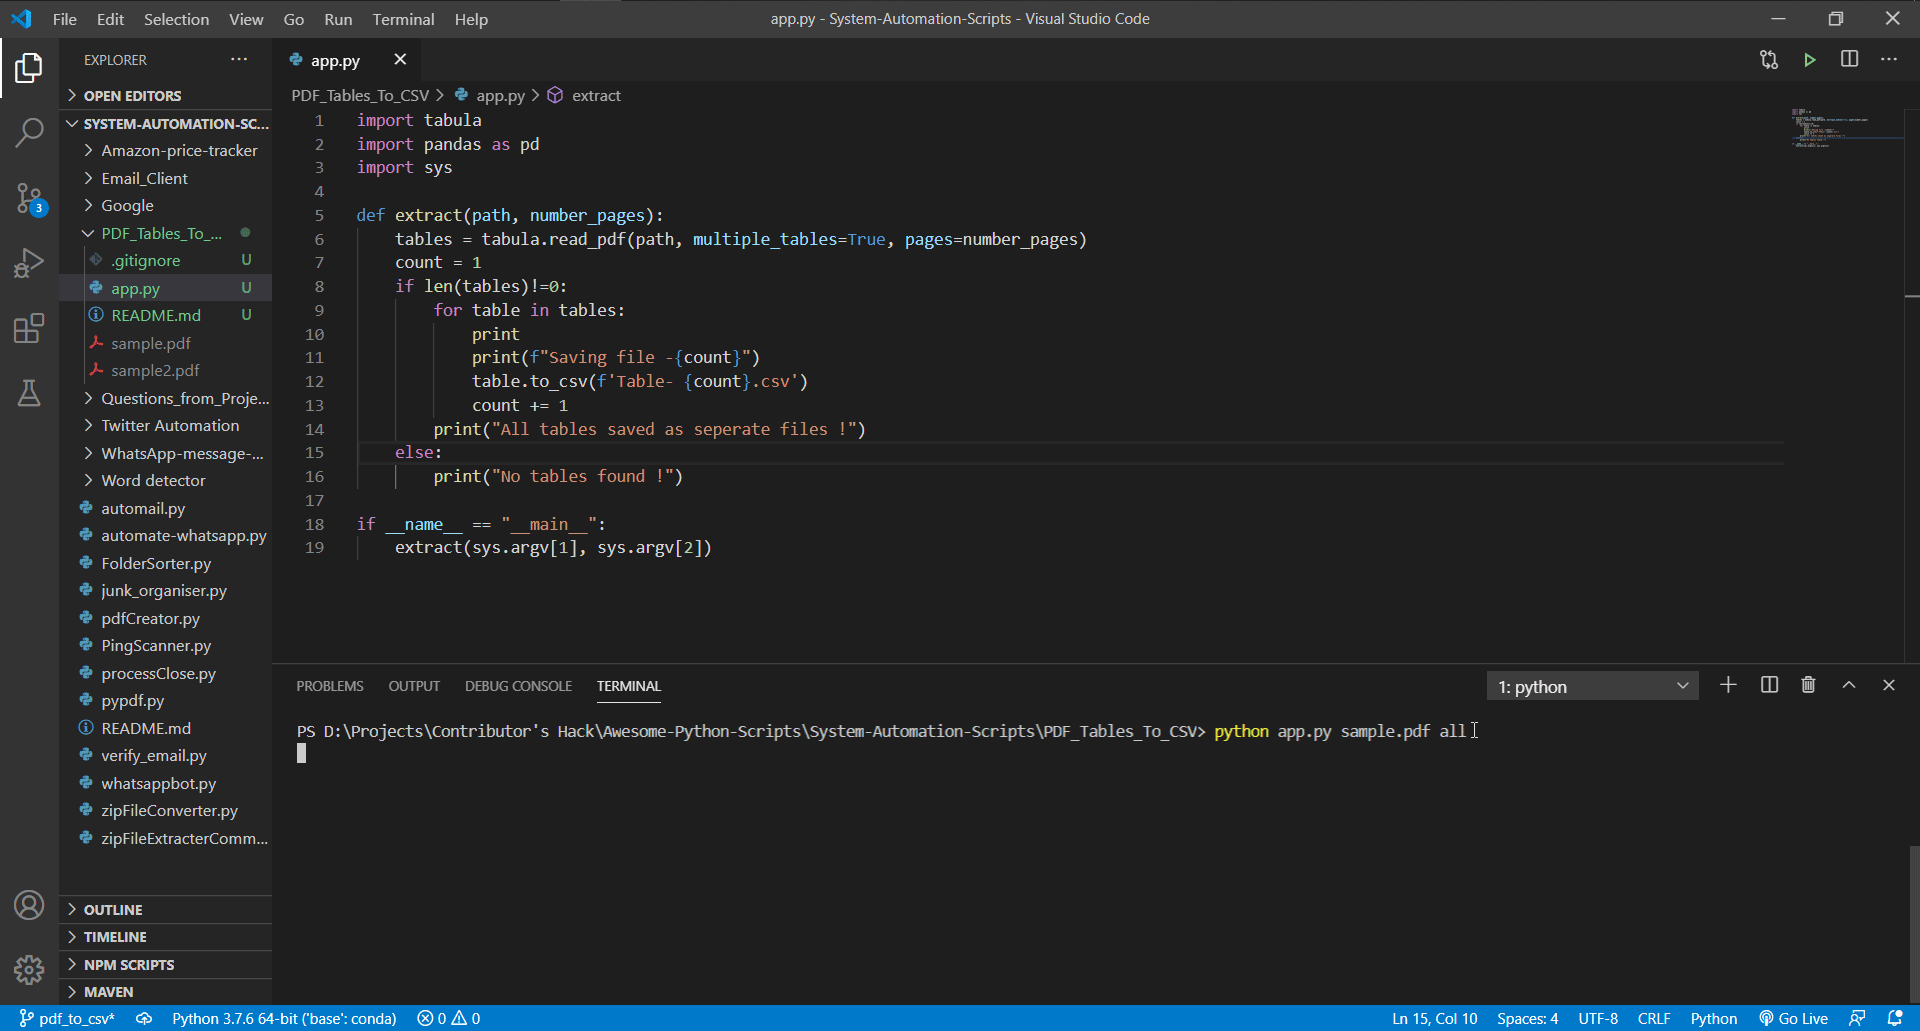 File Edit Selection View Go Run Terminal Help
app.py - System-Automation-Scripts - Visual Studio Code
EXPLORER
OPEN EDITORS
SYSTEM-AUTOMATION-SC...
Amazon-price-tracker
Email_Client
Google
PDF_Tables_To_...
.gitignore U
app.py U
README.md U
sample.pdf
sample2.pdf
Questions_from_Proje...
Twitter Automation
WhatsApp-message-...
Word detector
automail.py
automate-whatsapp.py
FolderSorter.py
junk_organiser.py
pdfCreator.py
PingScanner.py
processClose.py
pypdf.py
README.md
verify_email.py
whatsappbot.py
zipFileConverter.py
zipFileExtracterComm...
OUTLINE
TIMELINE
NPM SCRIPTS
MAVEN
3
app.py
PDF_Tables_To_CSV > app.py > extract
1 import tabula
2 import pandas as pd
3 import sys
4
5 def extract(path, number_pages):
6 tables = tabula.read_pdf(path, multiple_tables=True, pages=number_pages)
7 count = 1
8 if len(tables)!=0:
9 for table in tables:
10 print
11 print(f"Saving file -{count}")
12 table.to_csv(f'Table- {count}.csv')
13 count += 1
14 print("All tables saved as seperate files !")
15 else:
16 print("No tables found !")
17
18 if __name__ == "__main__":
19 extract(sys.argv[1], sys.argv[2])
PROBLEMS OUTPUT DEBUG CONSOLE TERMINAL
1: python
PS D:\Projects\Contributor's Hack\Awesome-Python-Scripts\System-Automation-Scripts\PDF_Tables_To_CSV> python app.py sample.pdf all
pdf_to_csv* Python 3.7.6 64-bit ('base': conda) 0 0
Ln 15, Col 10 Spaces: 4 UTF-8 CRLF Python Go Live